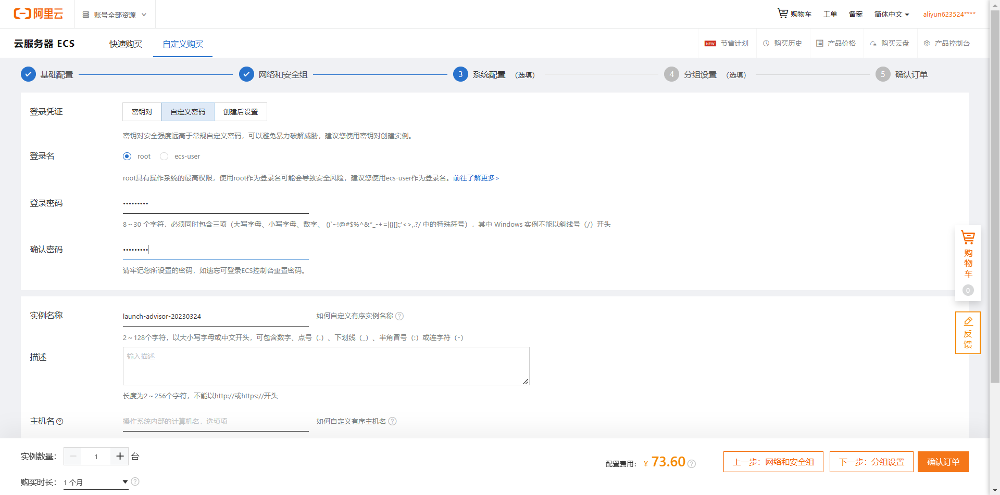 阿里云
账号全部资源
购物车
工单
备案
简体中文
aliyun623524****
云服务器 ECS
快速购买
自定义购买
NEW 节省计划
购买历史
产品价格
购买云盘
产品控制台
基础配置
网络和安全组
3 系统配置 （选填）
4 分组设置 （选填）
5 确认订单
登录凭证
密钥对
自定义密码
创建后设置
密钥对安全强度远高于常规自定义密码，可以避免暴力破解威胁，建议您使用密钥对创建实例。
登录名
root
ecs-user
root具有操作系统的最高权限，使用root作为登录名可能会导致安全风险，建议您使用ecs-user作为登录名。前往了解更多>
登录密码
•••••••••
8～30 个字符，必须同时包含三项（大写字母、小写字母、数字、 ()`~!@#$%^&*_-+=|{}[]:;'<>,.?/ 中的特殊符号），其中 Windows 实例不能以斜线号（/）开头
确认密码
•••••••••
请牢记您所设置的密码，如遗忘可登录ECS控制台重置密码。
购物车
0
反馈
实例名称
launch-advisor-20230324
如何自定义有序实例名称 ?
2～128个字符，以大小写字母或中文开头，可包含数字、点号（.）、下划线（_）、半角冒号（:）或连字符（-）
描述
输入描述
长度为2～256个字符，不能以http://或https://开头
主机名 ?
操作系统内部的计算机名，选填项
如何自定义有序主机名 ?
实例数量：
− 1 + 台
购买时长：
1 个月
?
配置费用： ¥ 73.60 ?
上一步：网络和安全组
下一步：分组设置
确认订单